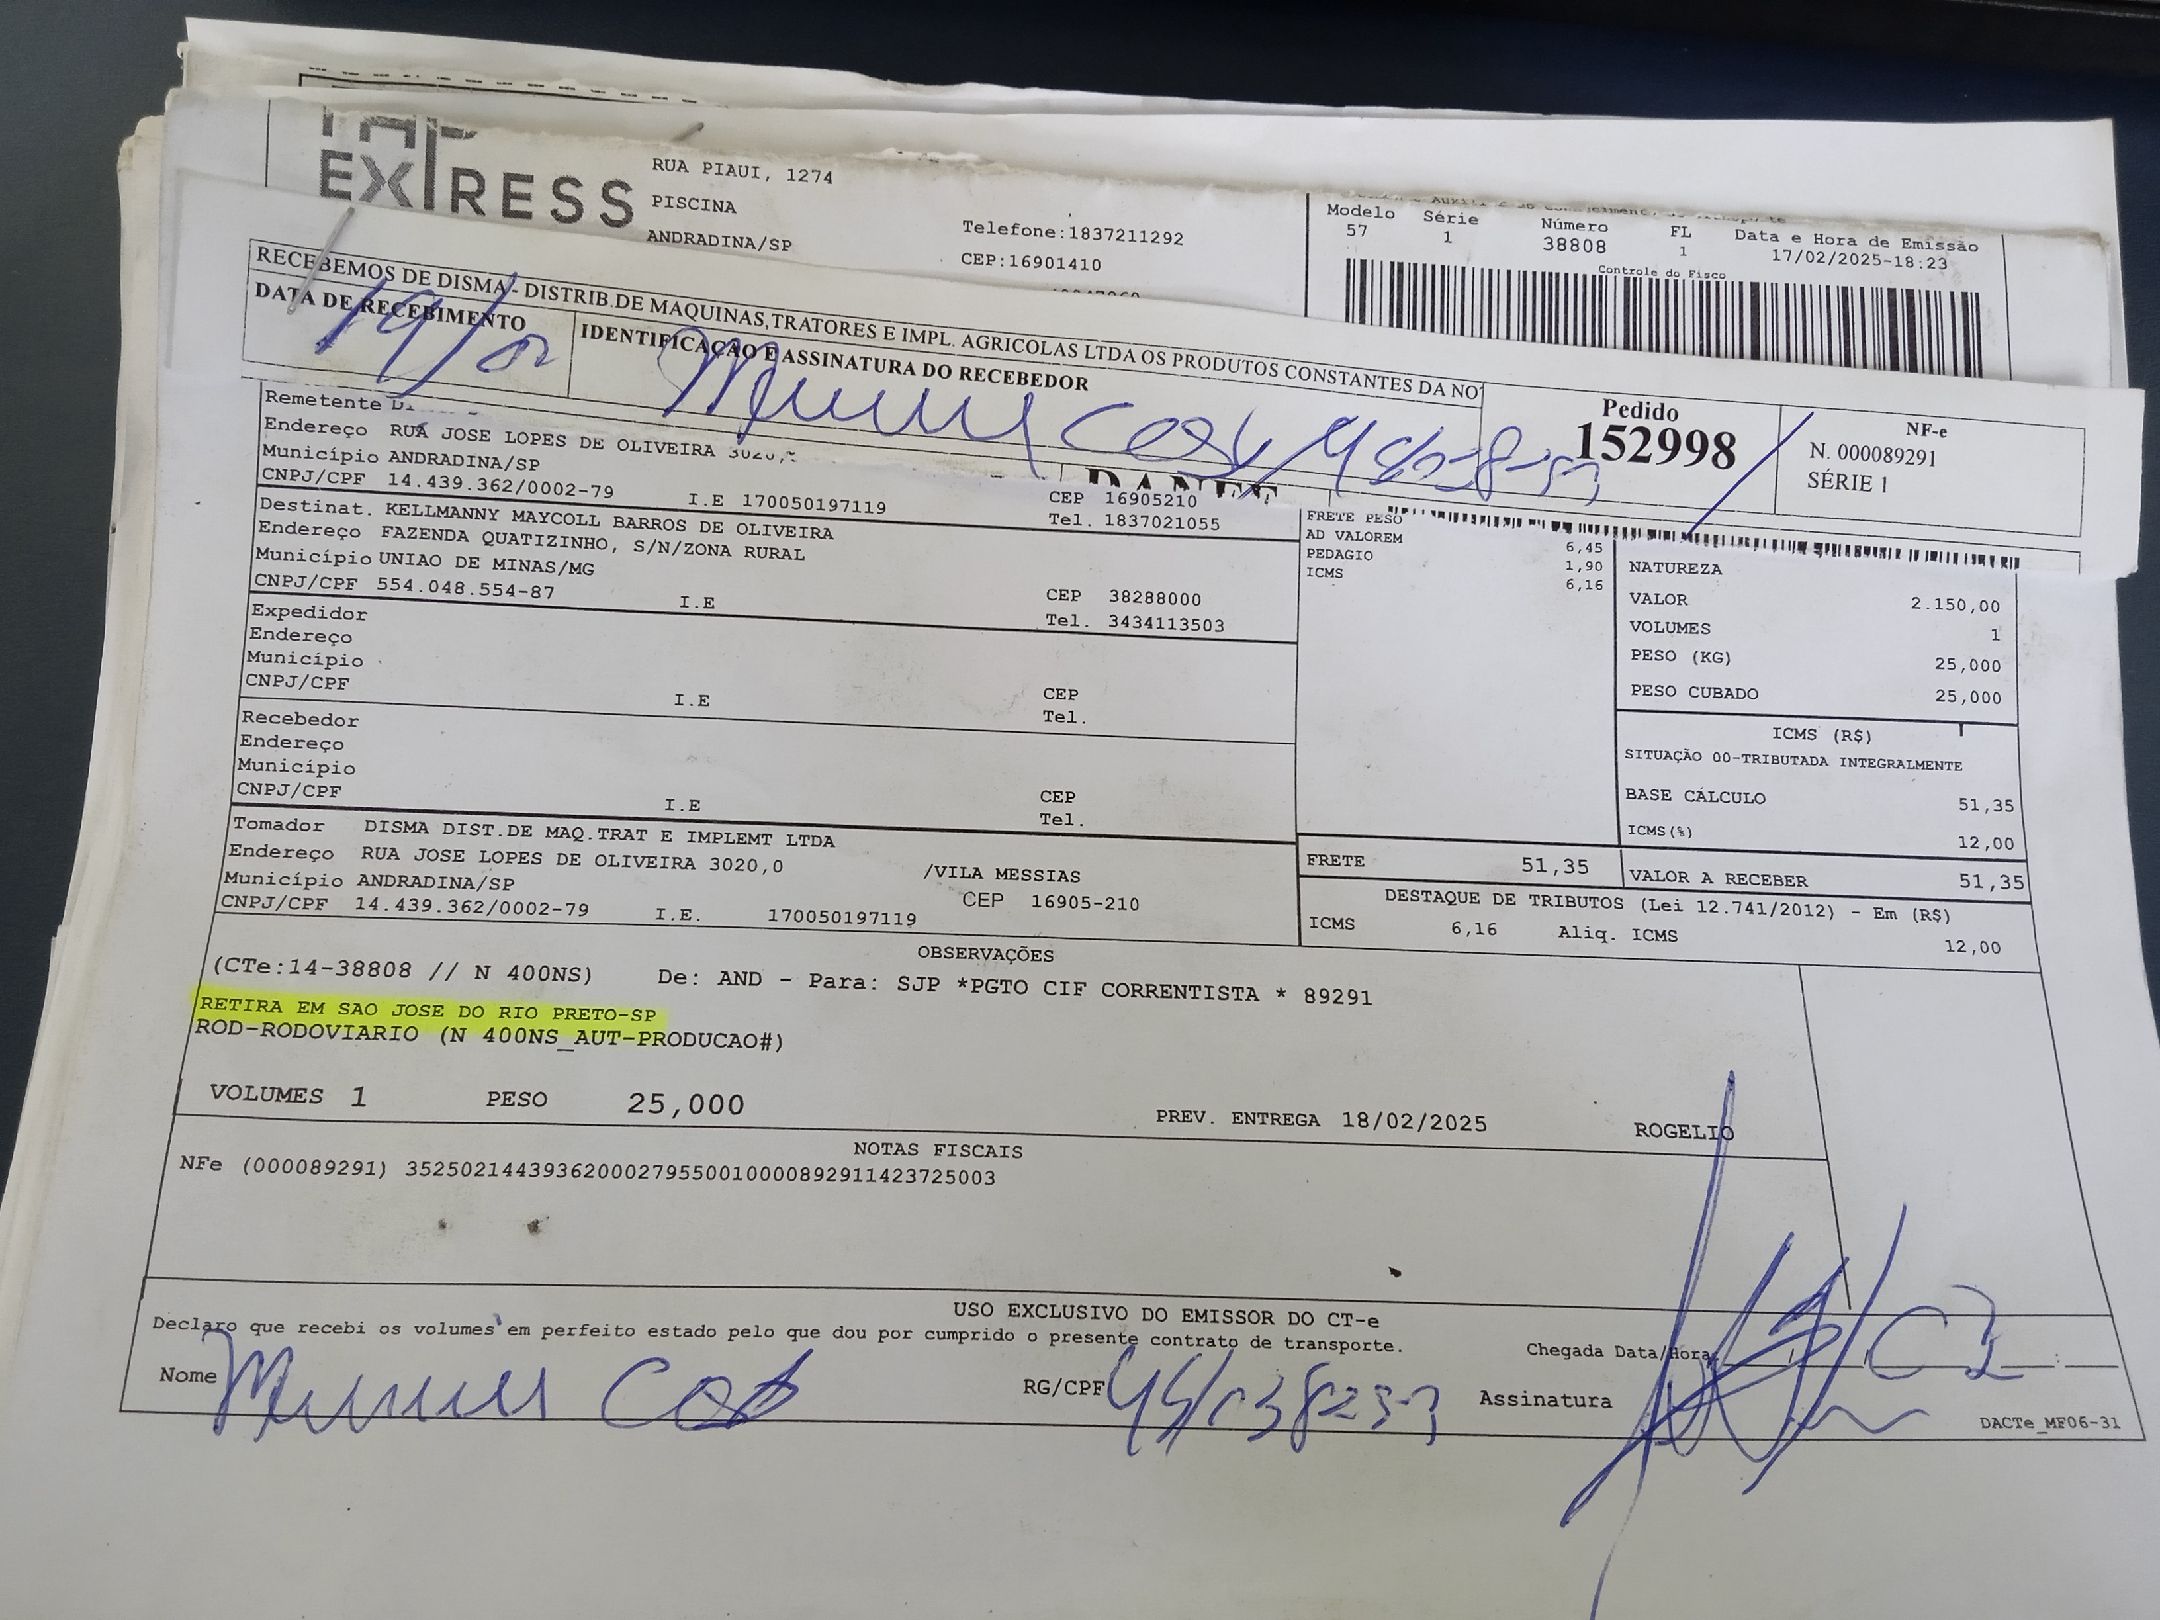 EXPRESS
RUA PIAUI, 1274
PISCINA
ANDRADINA/SP
Telefone:1837211292
CEP:16901410
Modelo Série Número FL Data e Hora de Emissão
57 1 38808 1 17/02/2025-18:23
Controle do Fisco
RECEBEMOS DE DISMA - DISTRIB.DE MAQUINAS,TRATORES E IMPL. AGRICOLAS LTDA OS PRODUTOS CONSTANTES DA NO
DATA DE RECEBIMENTO
IDENTIFICAÇÃO E ASSINATURA DO RECEBEDOR
19/02
Pedido
152998
NF-e
N. 000089291
SÉRIE 1
Remetente
Endereço RUA JOSE LOPES DE OLIVEIRA 3020,
Município ANDRADINA/SP
CNPJ/CPF 14.439.362/0002-79 I.E 170050197119
CEP 16905210
Tel. 1837021055
Destinat. KELLMANNY MAYCOLL BARROS DE OLIVEIRA
Endereço FAZENDA QUATIZINHO, S/N/ZONA RURAL
Município UNIAO DE MINAS/MG
CNPJ/CPF 554.048.554-87 I.E
CEP 38288000
Tel. 3434113503
Expedidor
Endereço
Município
CNPJ/CPF I.E
CEP
Tel.
Recebedor
Endereço
Município
CNPJ/CPF I.E
CEP
Tel.
Tomador DISMA DIST.DE MAQ.TRAT E IMPLEMT LTDA
Endereço RUA JOSE LOPES DE OLIVEIRA 3020,0 /VILA MESSIAS
Município ANDRADINA/SP CEP 16905-210
CNPJ/CPF 14.439.362/0002-79 I.E. 170050197119
FRETE PESO
AD VALOREM 6,45
PEDAGIO 1,90
ICMS 6,16
NATUREZA
VALOR 2.150,00
VOLUMES 1
PESO (KG) 25,000
PESO CUBADO 25,000
ICMS (R$)
SITUAÇÃO 00-TRIBUTADA INTEGRALMENTE
BASE CÁLCULO 51,35
ICMS(%) 12,00
FRETE 51,35
VALOR A RECEBER 51,35
DESTAQUE DE TRIBUTOS (Lei 12.741/2012) - Em (R$)
ICMS 6,16 Aliq. ICMS 12,00
OBSERVAÇÕES
(CTe:14-38808 // N 400NS) De: AND - Para: SJP *PGTO CIF CORRENTISTA * 89291
RETIRA EM SAO JOSE DO RIO PRETO-SP
ROD-RODOVIARIO (N 400NS_AUT-PRODUCAO#)
VOLUMES 1 PESO 25,000
PREV. ENTREGA 18/02/2025 ROGELIO
NOTAS FISCAIS
NFe (000089291) 35250214439362000279550010000892911423725003
USO EXCLUSIVO DO EMISSOR DO CT-e
Declaro que recebi os volumes em perfeito estado pelo que dou por cumprido o presente contrato de transporte.
Chegada Data/Hora 19/02
Nome
RG/CPF
Assinatura
DACTe_MF06-31